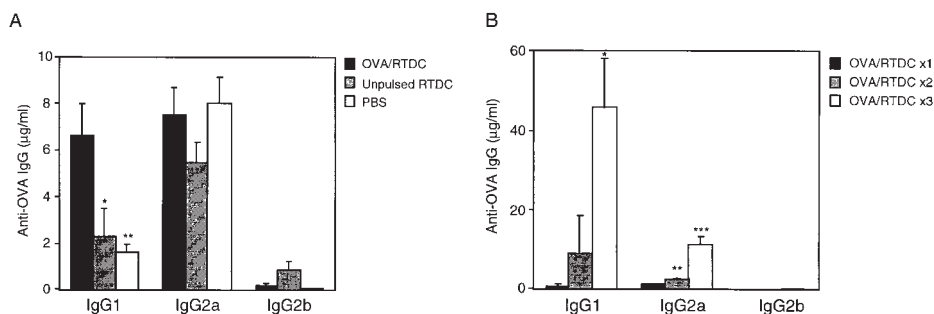 A
Anti-OVA IgG (µg/ml)
10
8
6
4
2
0
*
**
IgG1
IgG2a
IgG2b
OVA/RTDC
Unpulsed RTDC
PBS
B
Anti-OVA IgG (µg/ml)
60
40
20
0
*
**
***
IgG1
IgG2a
IgG2b
OVA/RTDC x1
OVA/RTDC x2
OVA/RTDC x3